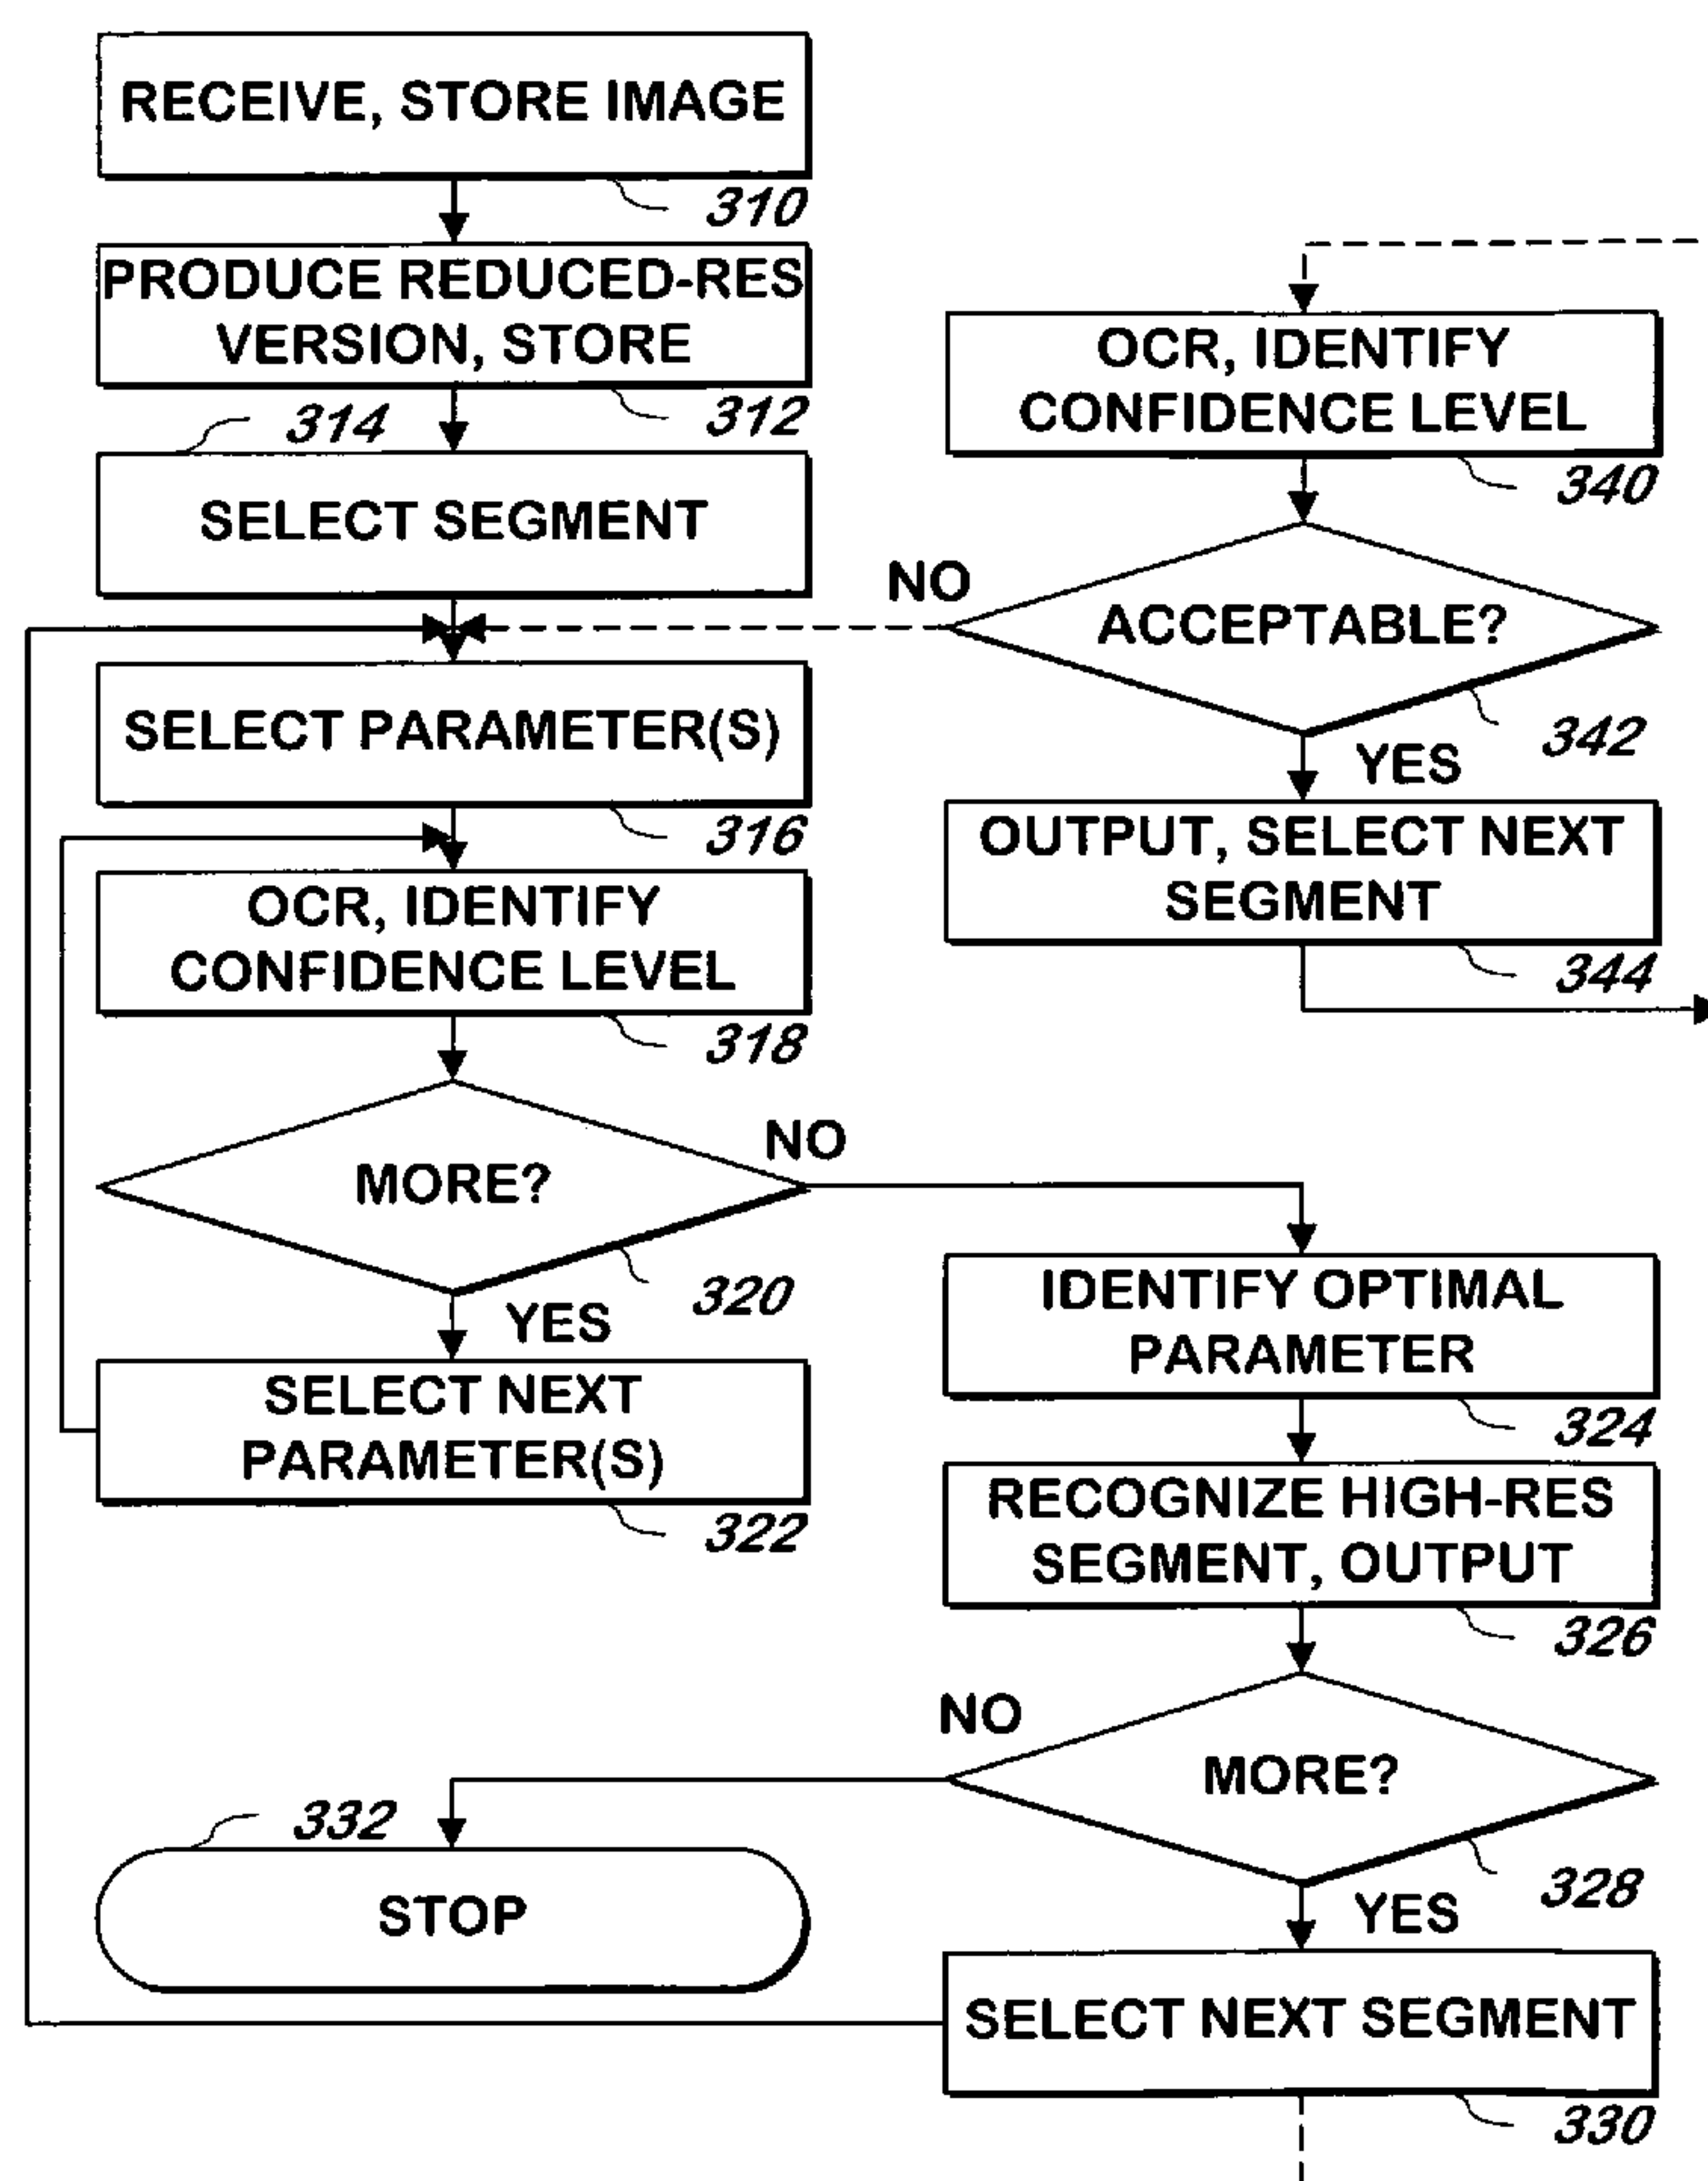 RECEIVE, STORE IMAGE
310
PRODUCE REDUCED-RES
VERSION, STORE
312
314
SELECT SEGMENT
SELECT PARAMETER(S)
316
OCR, IDENTIFY
CONFIDENCE LEVEL
318
MORE?
NO
320
YES
SELECT NEXT
PARAMETER(S)
322
332
STOP
OCR, IDENTIFY
CONFIDENCE LEVEL
340
NO
ACCEPTABLE?
342
YES
OUTPUT, SELECT NEXT
SEGMENT
344
IDENTIFY OPTIMAL
PARAMETER
324
RECOGNIZE HIGH-RES
SEGMENT, OUTPUT
326
NO
MORE?
328
YES
SELECT NEXT SEGMENT
330